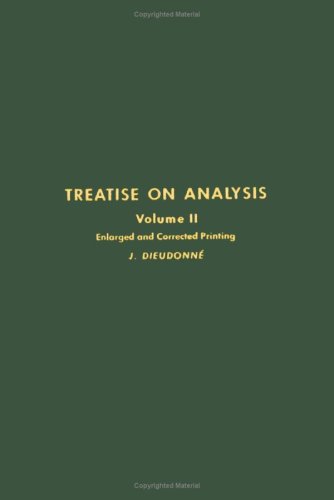 Copyrighted Material
TREATISE ON ANALYSIS
Volume II
Enlarged and Corrected Printing
J. DIEUDONNÉ
Copyrighted Material